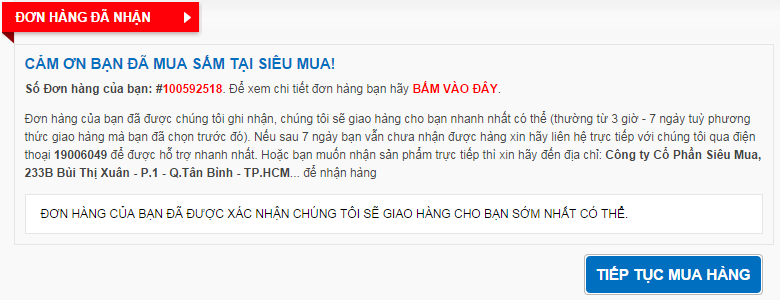 ĐƠN HÀNG ĐÃ NHẬN
CẢM ƠN BẠN ĐÃ MUA SẮM TẠI SIÊU MUA!
Số Đơn hàng của bạn: #100592518. Để xem chi tiết đơn hàng bạn hãy BẤM VÀO ĐÂY.
Đơn hàng của bạn đã được chúng tôi ghi nhận, chúng tôi sẽ giao hàng cho bạn nhanh nhất có thể (thường từ 3 giờ - 7 ngày tuỳ phương
thức giao hàng mà bạn đã chọn trước đó). Nếu sau 7 ngày bạn vẫn chưa nhận được hàng xin hãy liên hệ trực tiếp với chúng tôi qua điện
thoại 19006049 để được hỗ trợ nhanh nhất. Hoặc bạn muốn nhận sản phẩm trực tiếp thì xin hãy đến địa chỉ: Công ty Cổ Phần Siêu Mua,
233B Bùi Thị Xuân - P.1 - Q.Tân Bình - TP.HCM... để nhận hàng
ĐƠN HÀNG CỦA BẠN ĐÃ ĐƯỢC XÁC NHẬN CHÚNG TÔI SẼ GIAO HÀNG CHO BẠN SỚM NHẤT CÓ THỂ.
TIẾP TỤC MUA HÀNG